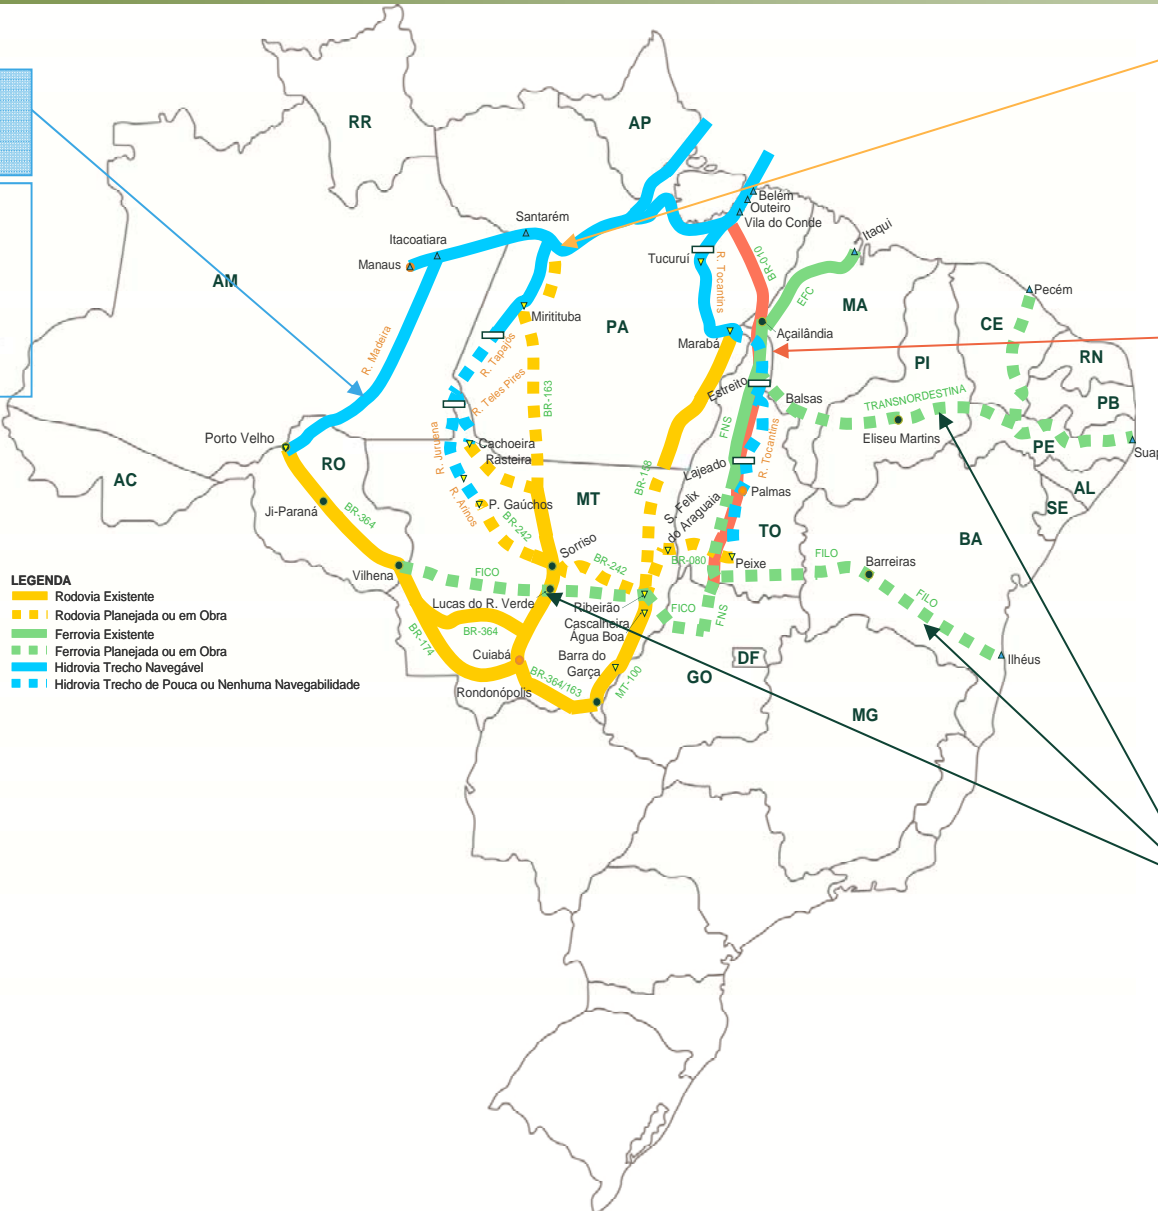 RR
AP
Belém
Outeiro
Vila do Conde
Santarém
Itacoatiara
Manaus
AM
Tucuruí
R. Tocantins
BR-010
Itaqui
EFC
MA
Pecém
CE
RN
PB
PE
Suap
AL
SE
PI
TRANSNORDESTINA
Eliseu Martins
Balsas
Açailândia
Marabá
Estreito
PA
Miritituba
R. Tapajós
R. Teles Pires
BR-163
R. Madeira
Porto Velho
RO
AC
Ji-Paraná
BR-364
Vilhena
R. Juruena
Cachoeira
Rasteira
R. Arinos
P. Gaúchos
BR-242
MT
Sorriso
BR-242
BR-158
FNS
Lajeado
R. Tocantins
Palmas
S. Felix
do Araguaia
TO
BR-080
Peixe
BA
FILO
Barreiras
FILO
Ilhéus
FICO
Lucas do R. Verde
Ribeirão
Cascalheira
Água Boa
FICO
FNS
BR-364
BR-174
Cuiabá
Barra do
Garça
MT-100
BR-364/163
Rondonópolis
DF
GO
MG
LEGENDA
Rodovia Existente
Rodovia Planejada ou em Obra
Ferrovia Existente
Ferrovia Planejada ou em Obra
Hidrovia Trecho Navegável
Hidrovia Trecho de Pouca ou Nenhuma Navegabilidade